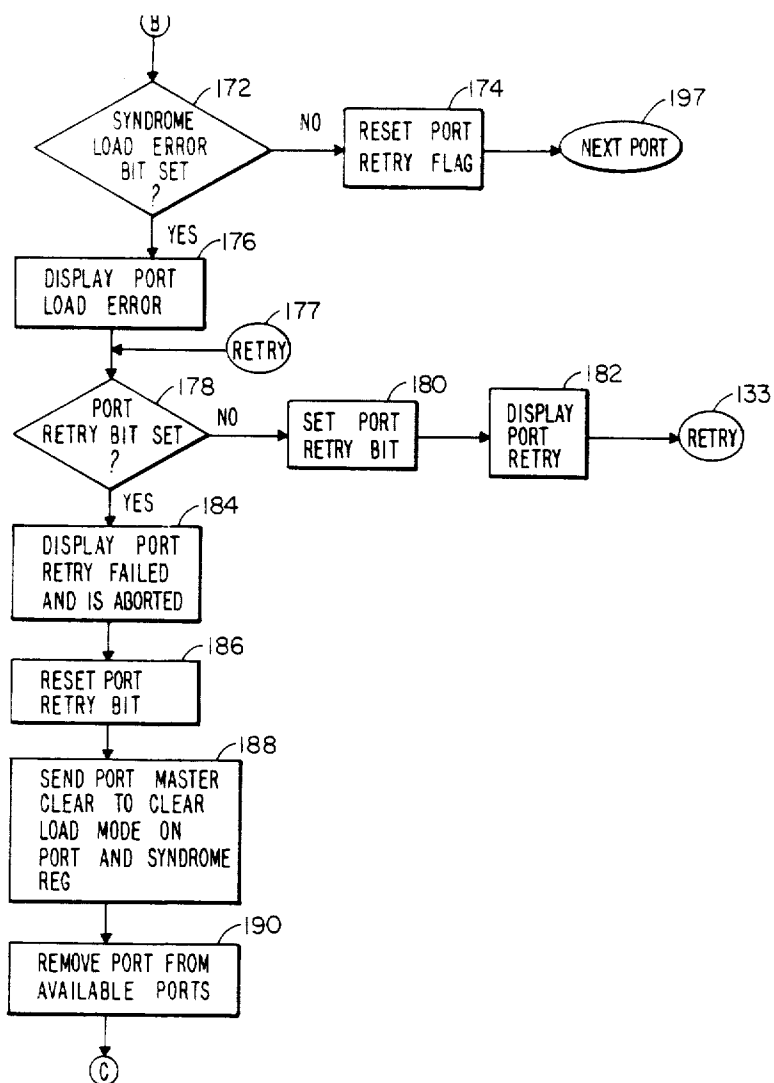 B
172
SYNDROME
LOAD ERROR
BIT SET
?
NO
174
RESET PORT
RETRY FLAG
197
NEXT PORT
YES
176
DISPLAY PORT
LOAD ERROR
177
RETRY
178
PORT
RETRY BIT SET
?
NO
180
SET PORT
RETRY BIT
182
DISPLAY
PORT
RETRY
133
RETRY
YES
184
DISPLAY PORT
RETRY FAILED
AND IS ABORTED
186
RESET PORT
RETRY BIT
188
SEND PORT MASTER
CLEAR TO CLEAR
LOAD MODE ON
PORT AND SYNDROME
REG
190
REMOVE PORT FROM
AVAILABLE PORTS
C